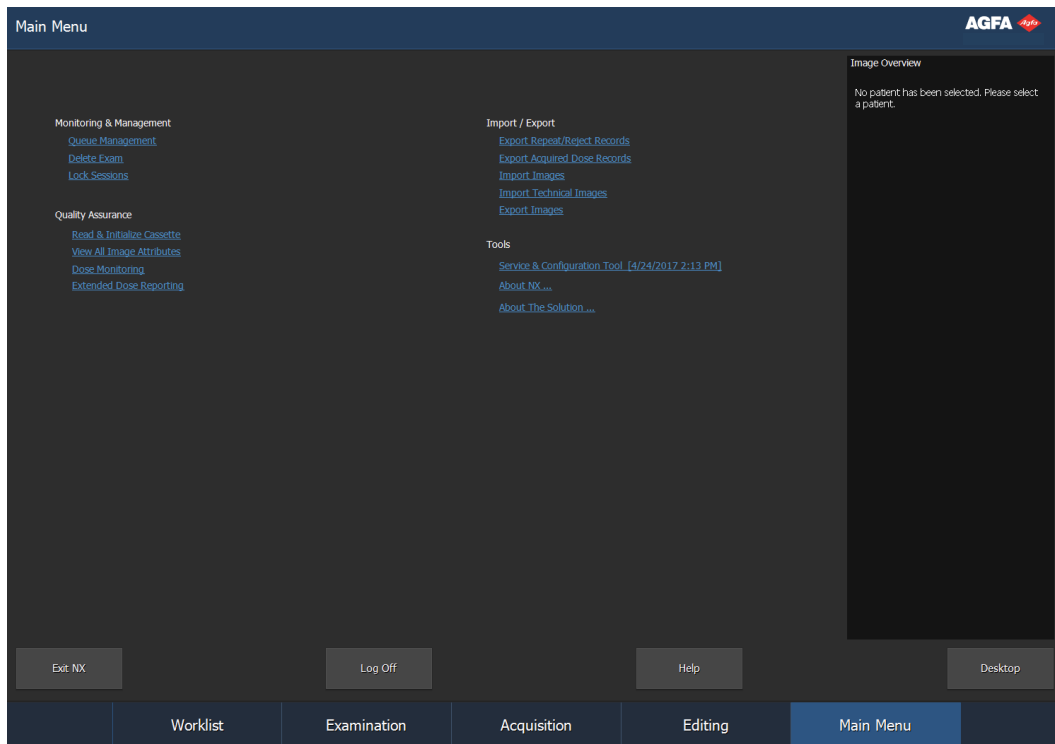 Main Menu
AGFA
Agfa
Image Overview
No patient has been selected. Please select
a patient.
Monitoring & Management
Queue Management
Delete Exam
Lock Sessions
Quality Assurance
Read & Initialize Cassette
View All Image Attributes
Dose Monitoring
Extended Dose Reporting
Import / Export
Export Repeat/Reject Records
Export Acquired Dose Records
Import Images
Import Technical Images
Export Images
Tools
Service & Configuration Tool [4/24/2017 2:13 PM]
About NX ...
About The Solution ...
Exit NX
Log Off
Help
Desktop
Worklist
Examination
Acquisition
Editing
Main Menu